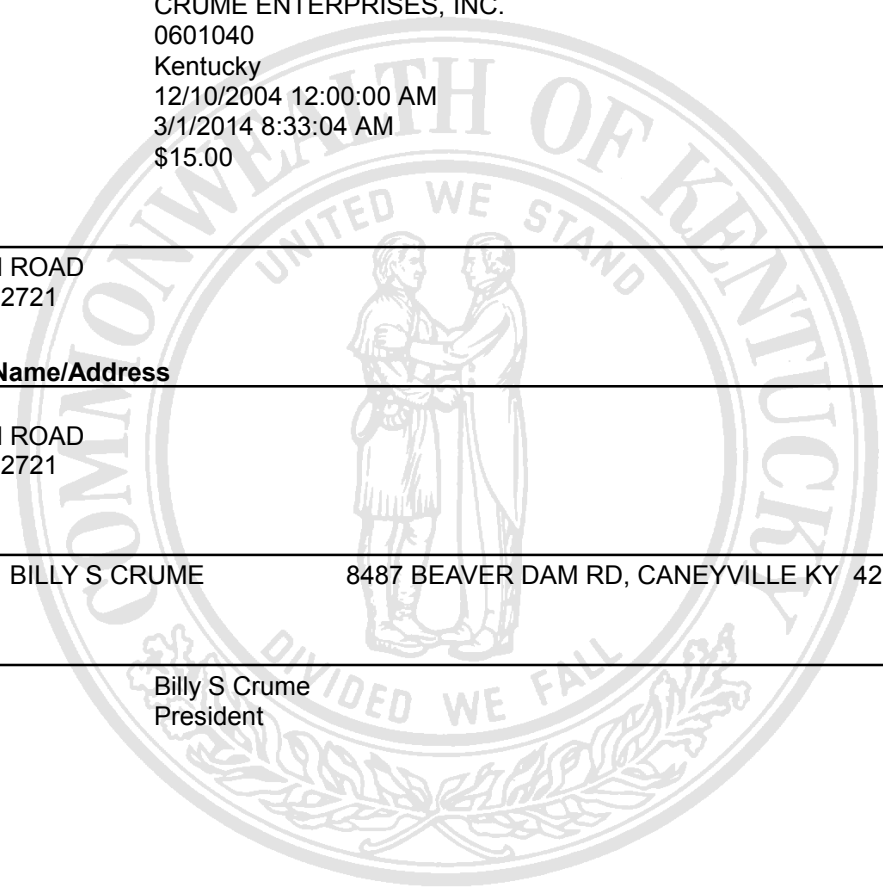 CRUME ENTERPRISES, INC.
0601040
Kentucky
12/10/2004 12:00:00 AM
3/1/2014 8:33:04 AM
$15.00
ROAD
2721
Name/Address
ROAD
2721
BILLY S CRUME 8487 BEAVER DAM RD, CANEYVILLE KY 42
Billy S Crume
President
COMMONWEALTH OF KENTUCKY
UNITED WE STAND
DIVIDED WE FALL